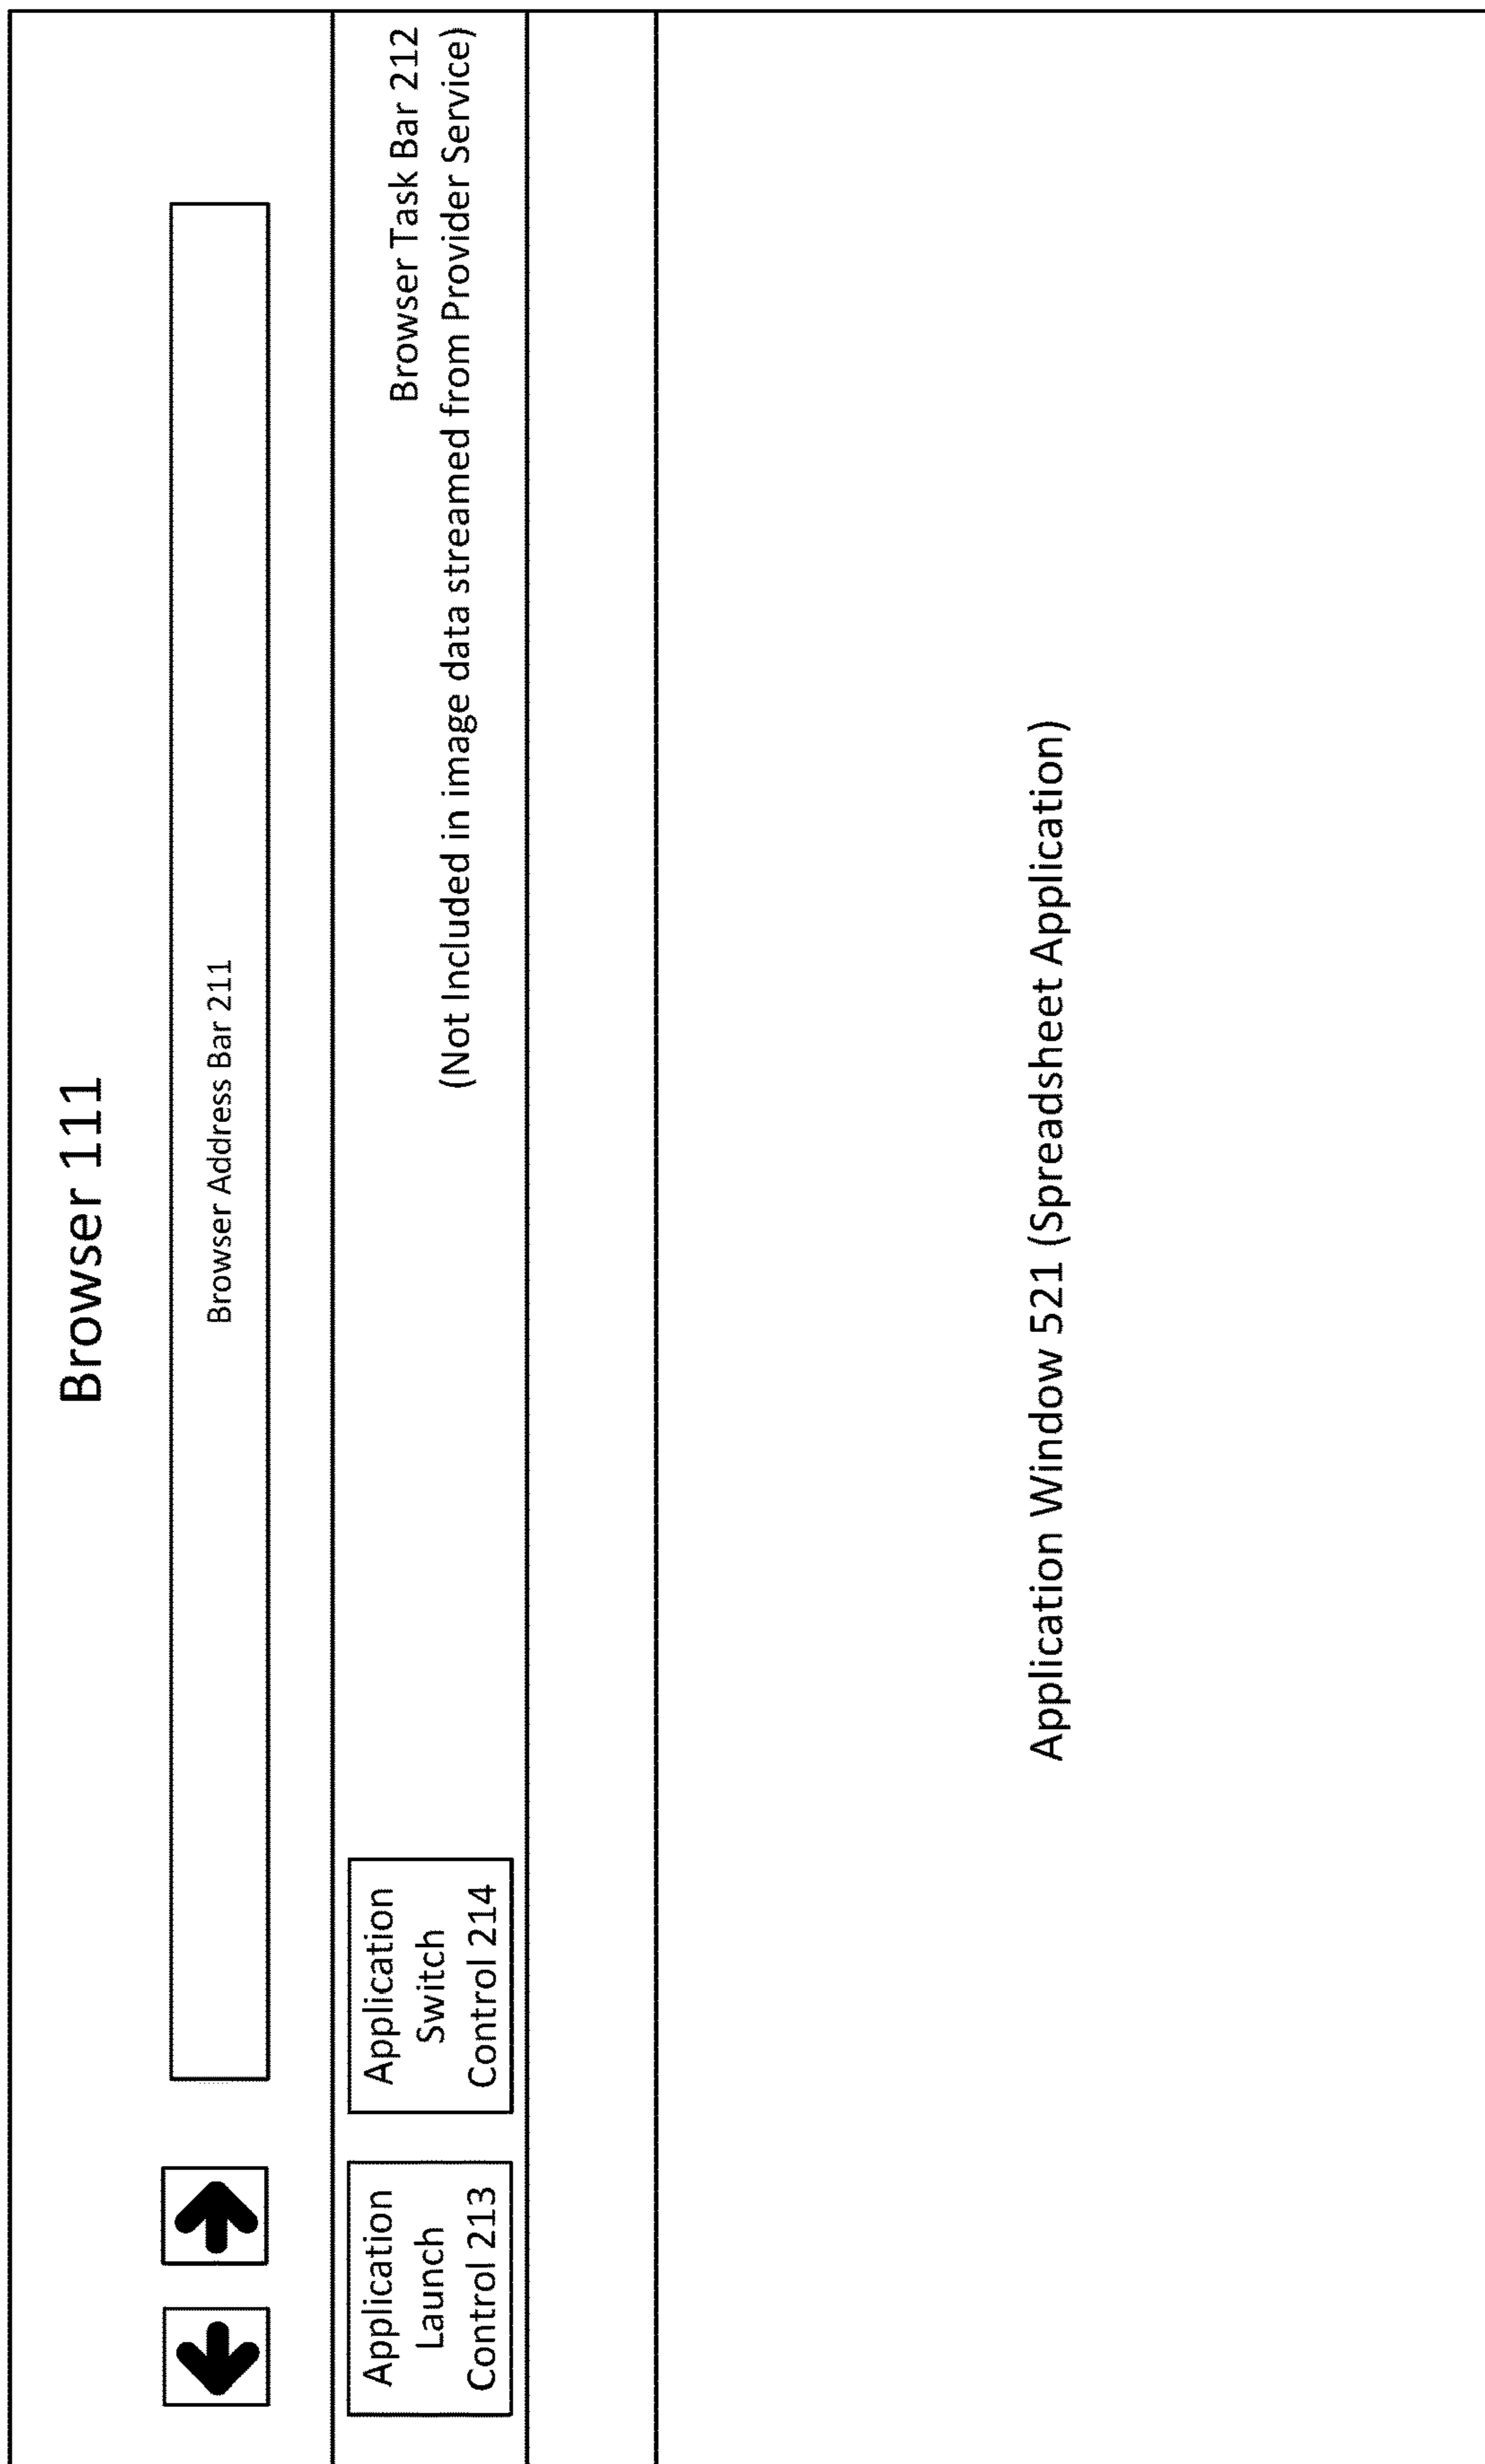 Browser 111
Browser Address Bar 211
Application
Launch
Control 213
Application
Switch
Control 214
Browser Task Bar 212
(Not Included in image data streamed from Provider Service)
Application Window 521 (Spreadsheet Application)